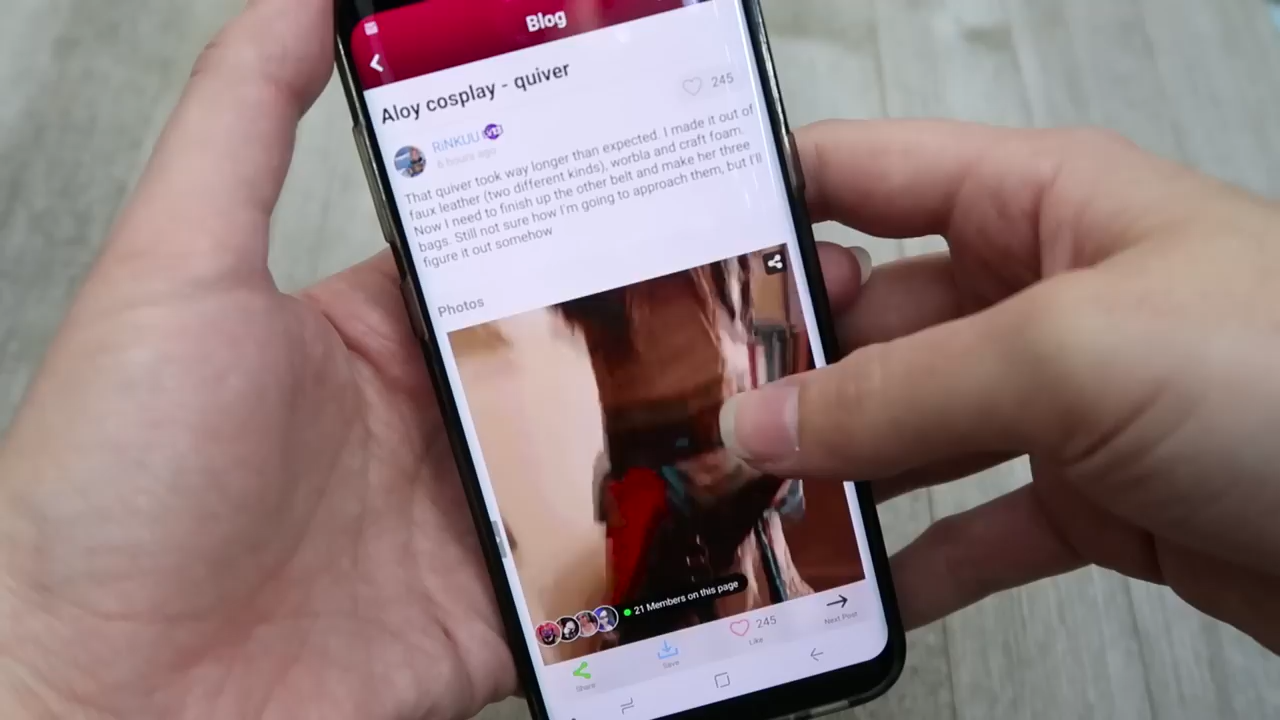 Blog
Aloy cosplay - quiver
245
RiNKUU
6 hours ago
That quiver took way longer than expected. I made it out of
faux leather (two different kinds), worbla and craft foam.
Now I need to finish up the other belt and make her three
bags. Still not sure how I'm going to approach them, but I'll
figure it out somehow
Photos
21 Members on this page
Share
Save
245
Like
Next Post